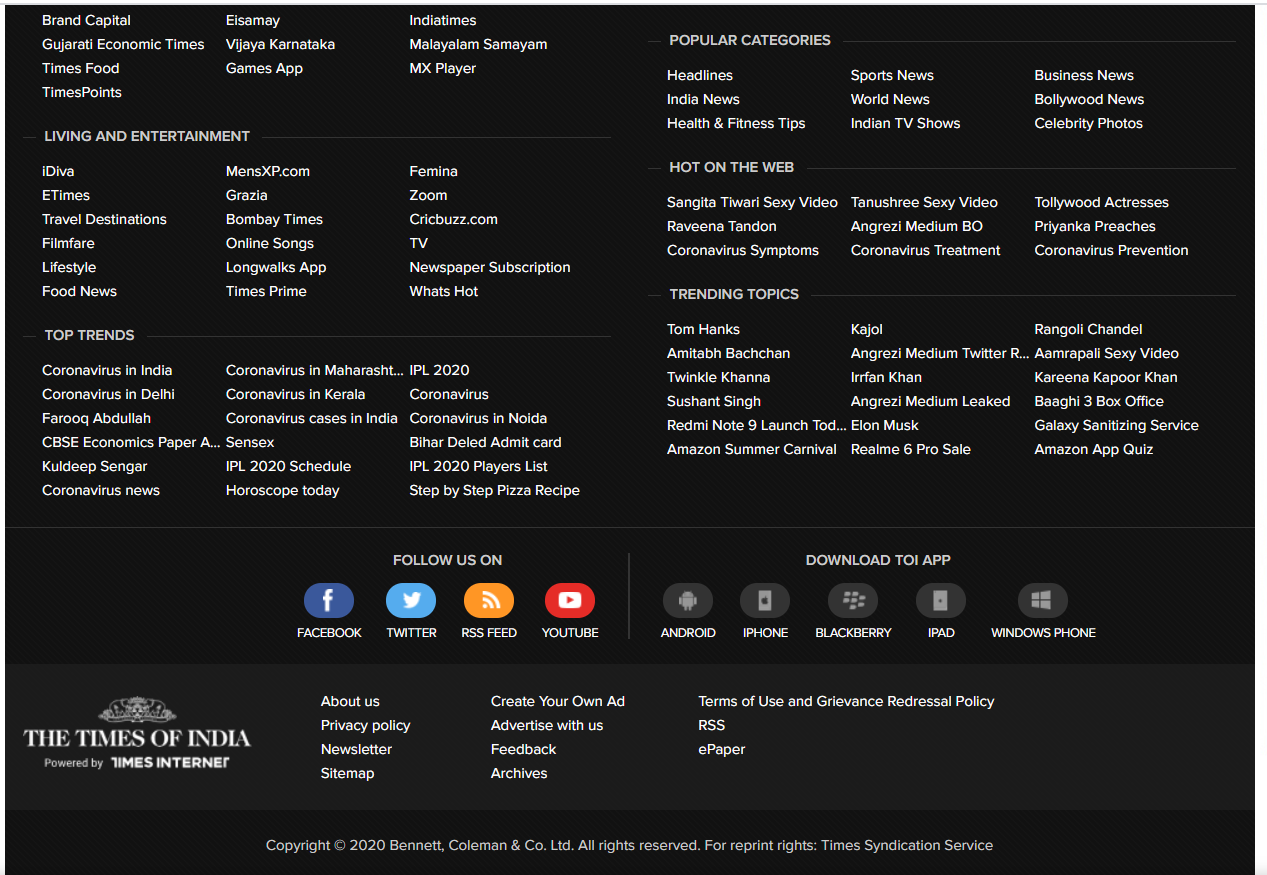 Brand Capital Eisamay Indiatimes
Gujarati Economic Times Vijaya Karnataka Malayalam Samayam
Times Food Games App MX Player
TimesPoints
LIVING AND ENTERTAINMENT
iDiva MensXP.com Femina
ETimes Grazia Zoom
Travel Destinations Bombay Times Cricbuzz.com
Filmfare Online Songs TV
Lifestyle Longwalks App Newspaper Subscription
Food News Times Prime Whats Hot
TOP TRENDS
Coronavirus in India Coronavirus in Maharasht... IPL 2020
Coronavirus in Delhi Coronavirus in Kerala Coronavirus
Farooq Abdullah Coronavirus cases in India Coronavirus in Noida
CBSE Economics Paper A... Sensex Bihar Deled Admit card
Kuldeep Sengar IPL 2020 Schedule IPL 2020 Players List
Coronavirus news Horoscope today Step by Step Pizza Recipe
POPULAR CATEGORIES
Headlines Sports News Business News
India News World News Bollywood News
Health & Fitness Tips Indian TV Shows Celebrity Photos
HOT ON THE WEB
Sangita Tiwari Sexy Video Tanushree Sexy Video Tollywood Actresses
Raveena Tandon Angrezi Medium BO Priyanka Preaches
Coronavirus Symptoms Coronavirus Treatment Coronavirus Prevention
TRENDING TOPICS
Tom Hanks Kajol Rangoli Chandel
Amitabh Bachchan Angrezi Medium Twitter R... Aamrapali Sexy Video
Twinkle Khanna Irrfan Khan Kareena Kapoor Khan
Sushant Singh Angrezi Medium Leaked Baaghi 3 Box Office
Redmi Note 9 Launch Tod... Elon Musk Galaxy Sanitizing Service
Amazon Summer Carnival Realme 6 Pro Sale Amazon App Quiz
FOLLOW US ON
FACEBOOK TWITTER RSS FEED YOUTUBE
DOWNLOAD TOI APP
ANDROID IPHONE BLACKBERRY IPAD WINDOWS PHONE
THE TIMES OF INDIA
Powered by TIMES INTERNET
About us Create Your Own Ad Terms of Use and Grievance Redressal Policy
Privacy policy Advertise with us RSS
Newsletter Feedback ePaper
Sitemap Archives
Copyright © 2020 Bennett, Coleman & Co. Ltd. All rights reserved. For reprint rights: Times Syndication Service